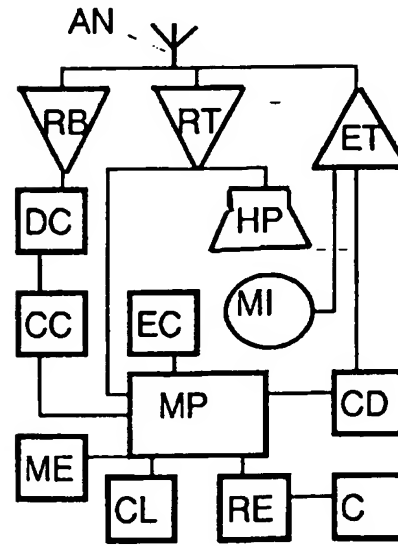 AN
RB RT ET
DC HP
CC EC MI
MP CD
ME
CL RE C